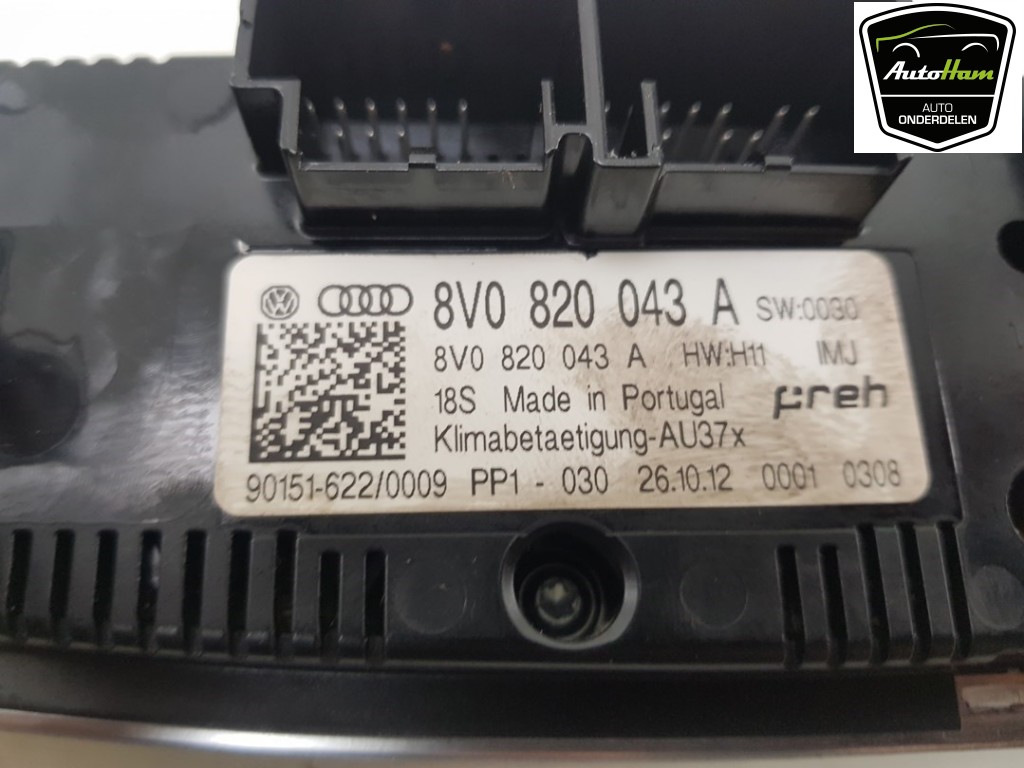 AutoHam
AUTO
ONDERDELEN
8V0 820 043 A SW:0030
8V0 820 043 A HW:H11 IMJ
18S Made in Portugal preh
Klimabetaetigung-AU37x
90151-622/0009 PP1 - 030 26.10.12 0001 0308